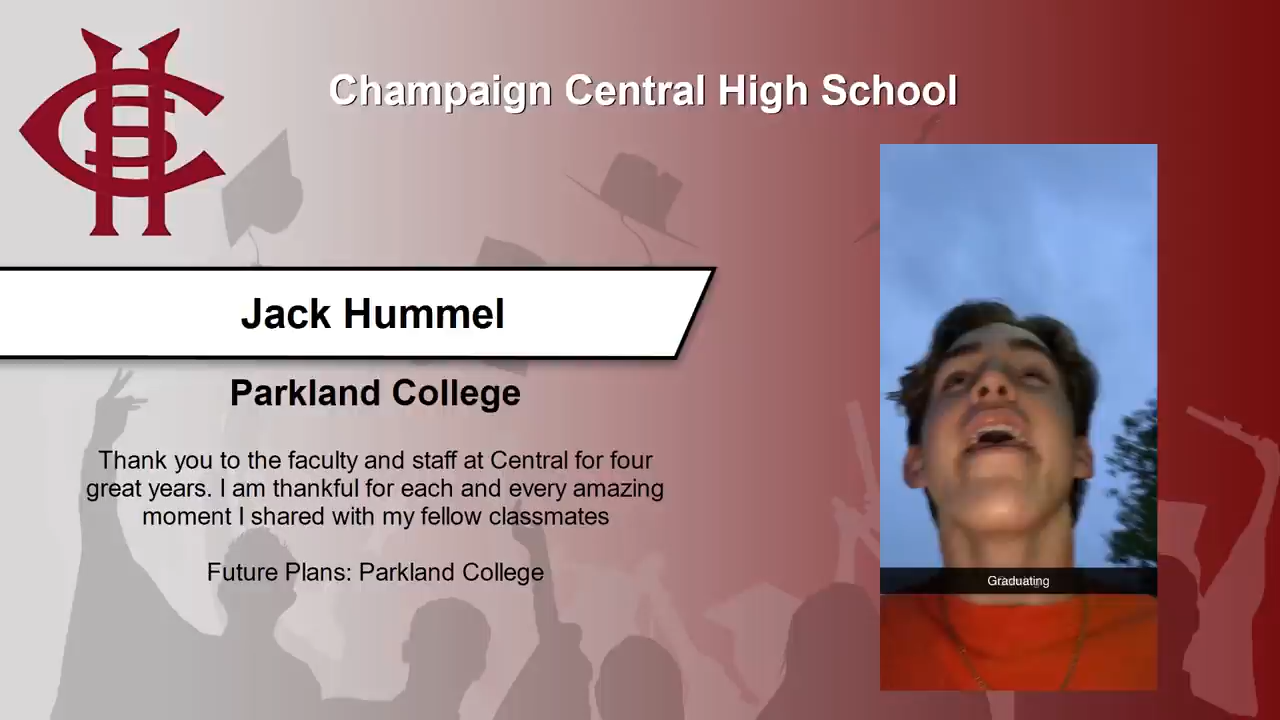 Champaign Central High School
Jack Hummel
Parkland College
Thank you to the faculty and staff at Central for four
great years. I am thankful for each and every amazing
moment I shared with my fellow classmates
Future Plans: Parkland College
Graduating